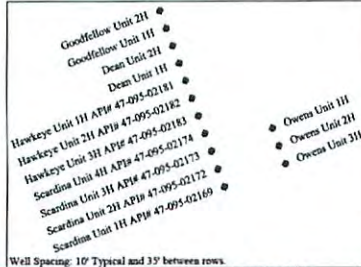 Goodfellow Unit 2H
Goodfellow Unit 1H
Dean Unit 2H
Dean Unit 1H
Hawkeye Unit 1H API# 47-095-02181
Hawkeye Unit 2H API# 47-095-02182
Hawkeye Unit 3H API# 47-095-02183
Scardina Unit 4H API# 47-095-02174
Scardina Unit 3H API# 47-095-02173
Scardina Unit 2H API# 47-095-02172
Scardina Unit 1H API# 47-095-02169
Owens Unit 1H
Owens Unit 2H
Owens Unit 3H
Well Spacing: 10' Typical and 35' between rows.